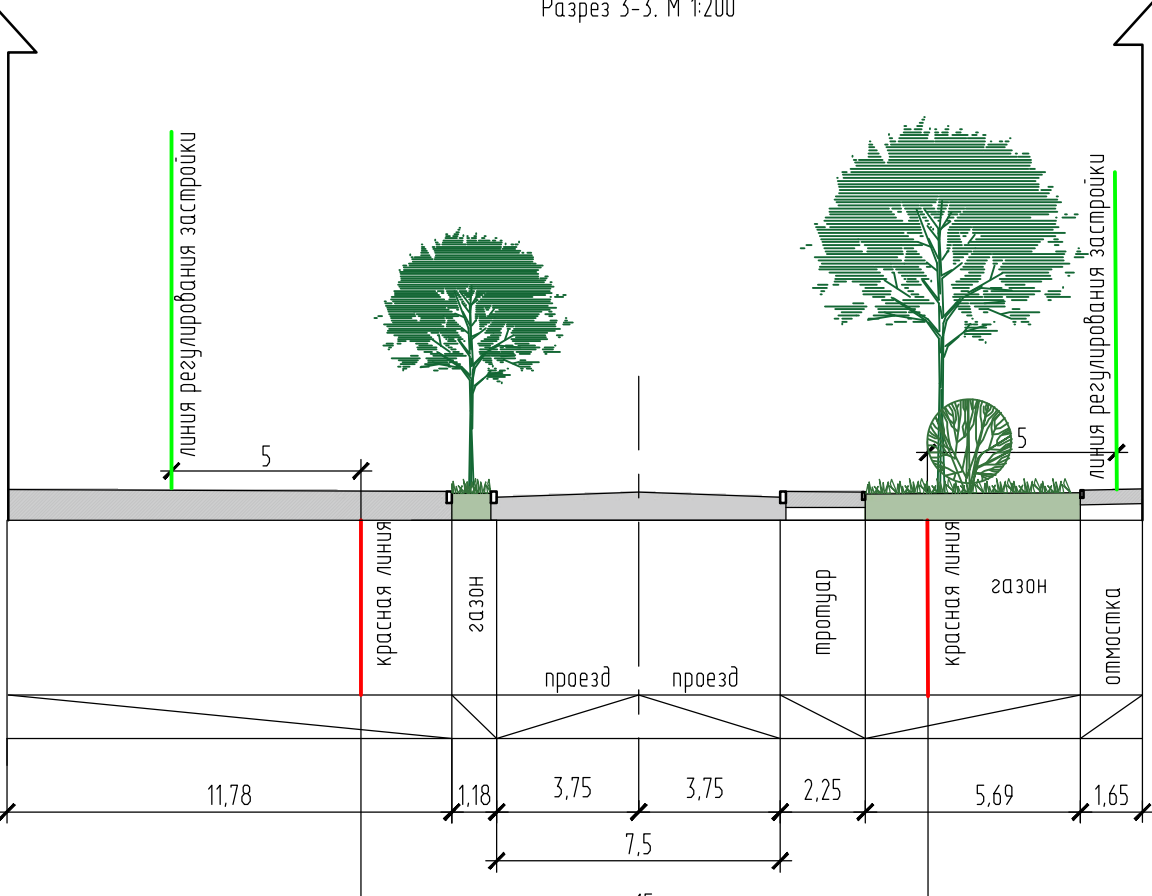 Разрез 3-3. М 1:200
линия регулирования застройки
линия регулирования застройки
5
5
красная линия
газон
проезд
проезд
тротуар
красная линия
газон
отмостка
11,78
1,18
3,75
3,75
2,25
5,69
1,65
7,5